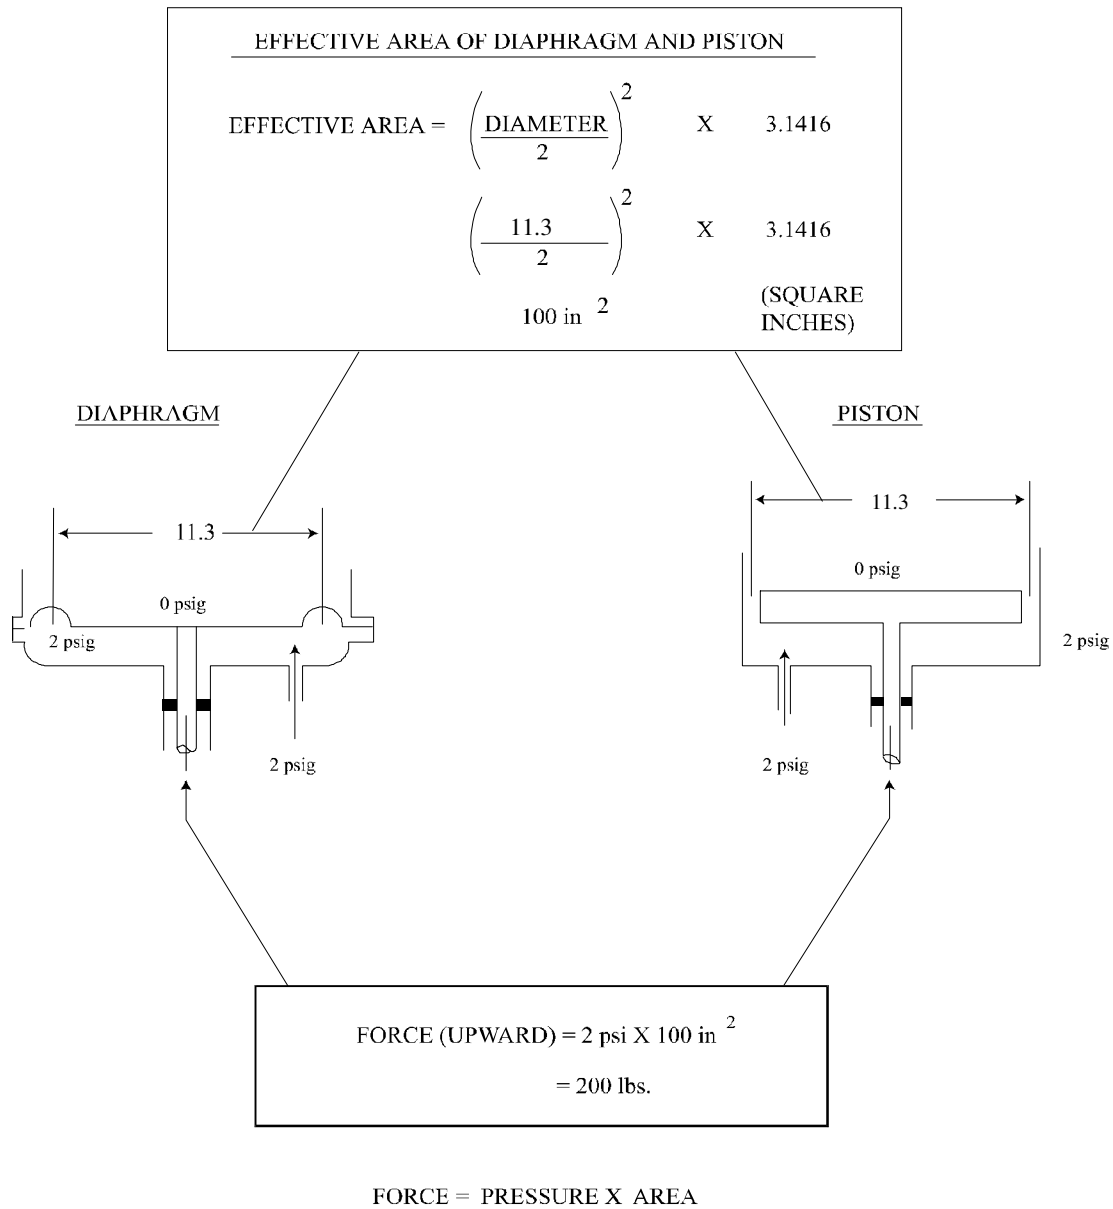 EFFECTIVE AREA OF DIAPHRAGM AND PISTON
EFFECTIVE AREA = (DIAMETER / 2)² X 3.1416
(11.3 / 2)² X 3.1416
100 in ² (SQUARE INCHES)
DIAPHRAGM
PISTON
11.3
11.3
0 psig
0 psig
2 psig
2 psig
2 psig
2 psig
FORCE (UPWARD) = 2 psi X 100 in ²
= 200 lbs.
FORCE = PRESSURE X AREA